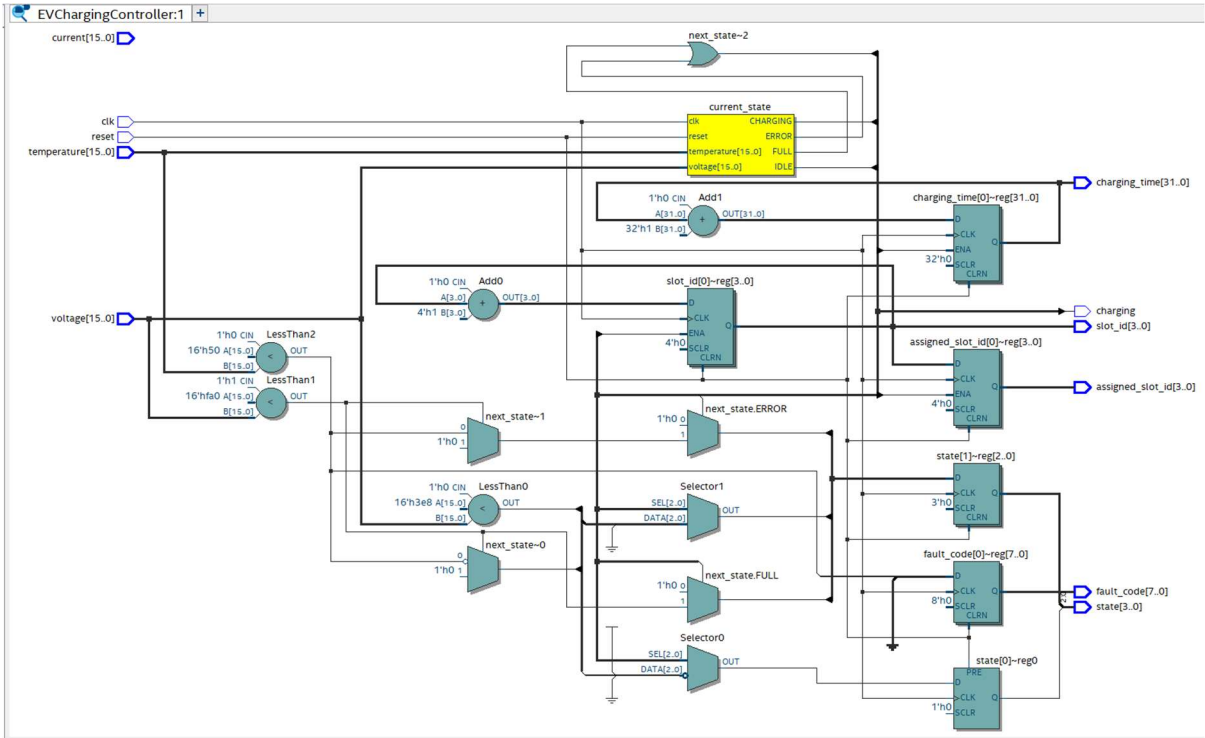 EVChargingController:1
+
current[15..0]
next_state~2
current_state
clk
clk
CHARGING
reset
reset
ERROR
temperature[15..0]
temperature[15..0]
FULL
voltage[15..0]
IDLE
charging_time[31..0]
Add1
charging_time[0]~reg[31..0]
1'h0 CIN
A[31..0]
+
OUT[31..0]
32'h1 B[31..0]
D
CLK
ENA
Q
32'h0
SCLR
CLRN
Add0
slot_id[0]~reg[3..0]
1'h0 CIN
A[3..0]
+
OUT[3..0]
4'h1 B[3..0]
D
CLK
ENA
Q
4'h0
SCLR
CLRN
charging
slot_id[3..0]
voltage[15..0]
LessThan2
1'h0 CIN
16'h50 A[15..0]
<
OUT
B[15..0]
LessThan1
1'h1 CIN
16'hfa0 A[15..0]
<
OUT
B[15..0]
assigned_slot_id[0]~reg[3..0]
D
CLK
ENA
Q
4'h0
SCLR
CLRN
assigned_slot_id[3..0]
next_state~1
0
1'h0 1
next_state.ERROR
1'h0 0
1
state[1]~reg[2..0]
D
CLK
Q
3'h0
SCLR
CLRN
LessThan0
1'h0 CIN
16'h3e8 A[15..0]
<
OUT
B[15..0]
Selector1
SEL[2..0]
DATA[2..0]
OUT
next_state~0
0
1'h0 1
next_state.FULL
1'h0 0
1
fault_code[0]~reg[7..0]
D
CLK
Q
8'h0
SCLR
CLRN
fault_code[7..0]
state[3..0]
2:0
Selector0
SEL[2..0]
DATA[2..0]
OUT
state[0]~reg0
PRE
D
CLK
Q
1'h0
SCLR